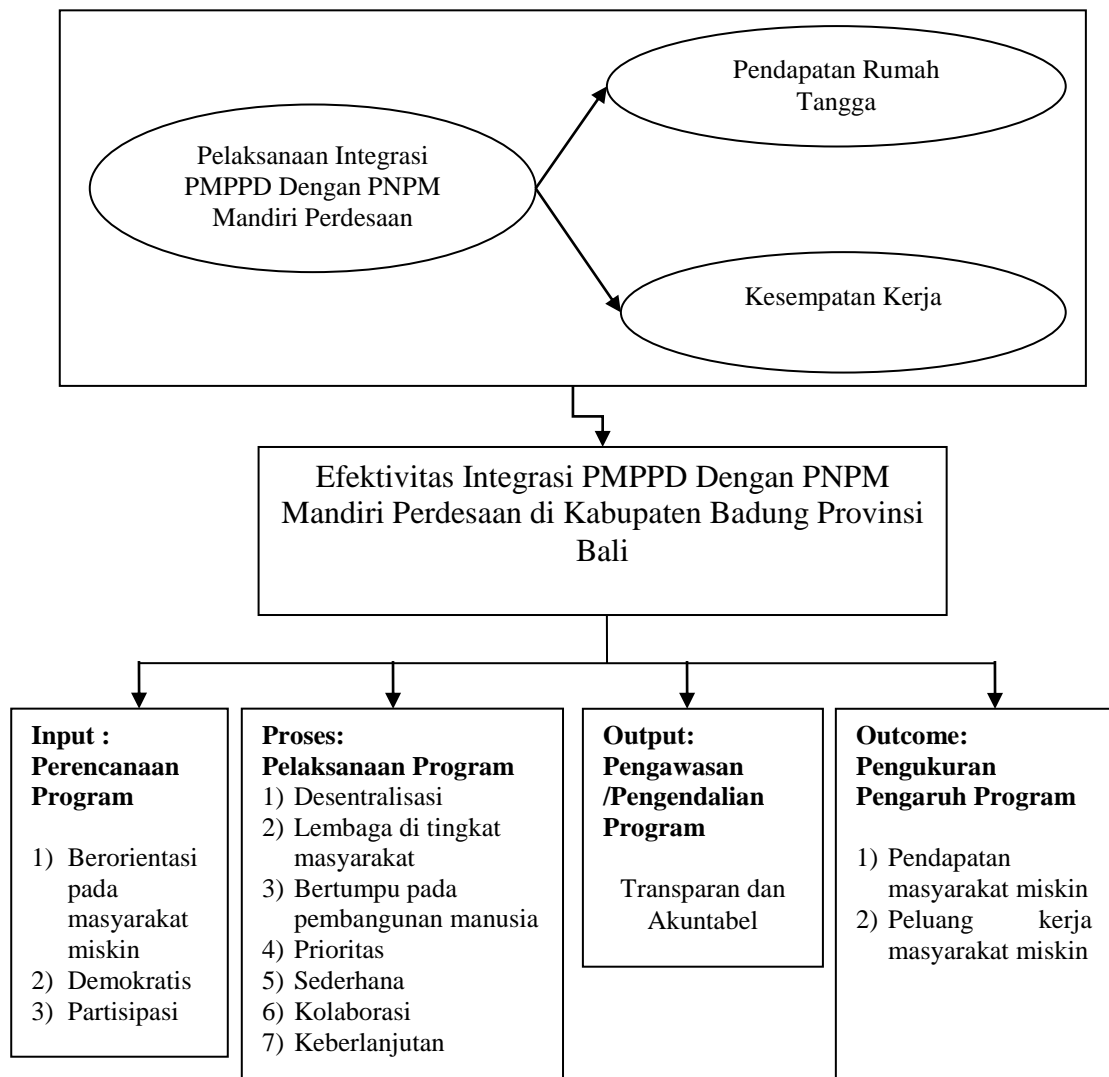 Pendapatan Rumah
Tangga
Pelaksanaan Integrasi
PMPPD Dengan PNPM
Mandiri Perdesaan
Kesempatan Kerja
Efektivitas Integrasi PMPPD Dengan PNPM
Mandiri Perdesaan di Kabupaten Badung Provinsi
Bali
Input :
Perencanaan
Program
1) Berorientasi
pada
masyarakat
miskin
2) Demokratis
3) Partisipasi
Proses:
Pelaksanaan Program
1) Desentralisasi
2) Lembaga di tingkat
masyarakat
3) Bertumpu pada
pembangunan manusia
4) Prioritas
5) Sederhana
6) Kolaborasi
7) Keberlanjutan
Output:
Pengawasan
/Pengendalian
Program
Transparan dan
Akuntabel
Outcome:
Pengukuran
Pengaruh Program
1) Pendapatan
masyarakat miskin
2) Peluang kerja
masyarakat miskin